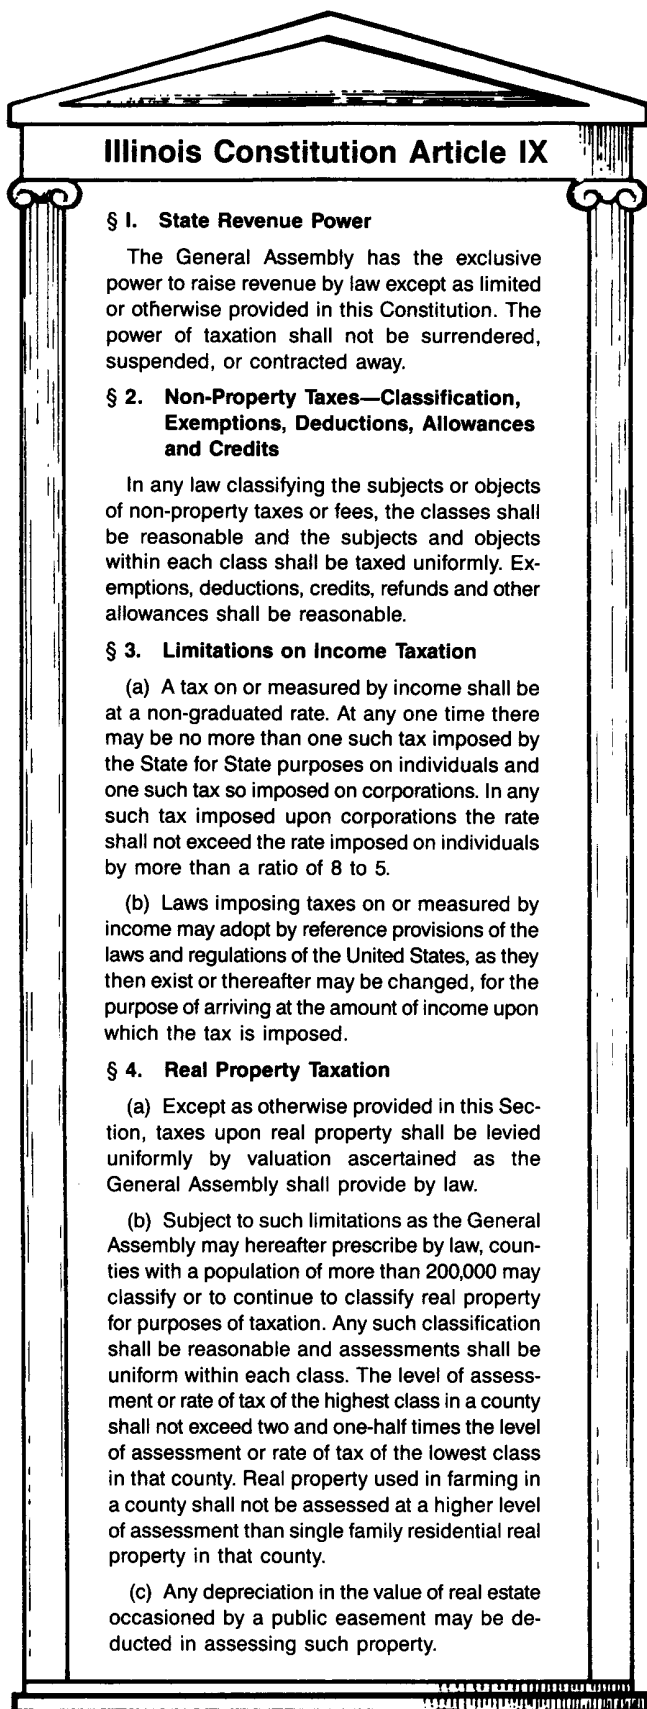 Illinois Constitution Article IX
§ I. State Revenue Power
The General Assembly has the exclusive
power to raise revenue by law except as limited
or otherwise provided in this Constitution. The
power of taxation shall not be surrendered,
suspended, or contracted away.
§ 2. Non-Property Taxes—Classification,
Exemptions, Deductions, Allowances
and Credits
In any law classifying the subjects or objects
of non-property taxes or fees, the classes shall
be reasonable and the subjects and objects
within each class shall be taxed uniformly. Ex-
emptions, deductions, credits, refunds and other
allowances shall be reasonable.
§ 3. Limitations on Income Taxation
(a) A tax on or measured by income shall be
at a non-graduated rate. At any one time there
may be no more than one such tax imposed by
the State for State purposes on individuals and
one such tax so imposed on corporations. In any
such tax imposed upon corporations the rate
shall not exceed the rate imposed on individuals
by more than a ratio of 8 to 5.
(b) Laws imposing taxes on or measured by
income may adopt by reference provisions of the
laws and regulations of the United States, as they
then exist or thereafter may be changed, for the
purpose of arriving at the amount of income upon
which the tax is imposed.
§ 4. Real Property Taxation
(a) Except as otherwise provided in this Sec-
tion, taxes upon real property shall be levied
uniformly by valuation ascertained as the
General Assembly shall provide by law.
(b) Subject to such limitations as the General
Assembly may hereafter prescribe by law, coun-
ties with a population of more than 200,000 may
classify or to continue to classify real property
for purposes of taxation. Any such classification
shall be reasonable and assessments shall be
uniform within each class. The level of assess-
ment or rate of tax of the highest class in a county
shall not exceed two and one-half times the level
of assessment or rate of tax of the lowest class
in that county. Real property used in farming in
a county shall not be assessed at a higher level
of assessment than single family residential real
property in that county.
(c) Any depreciation in the value of real estate
occasioned by a public easement may be de-
ducted in assessing such property.